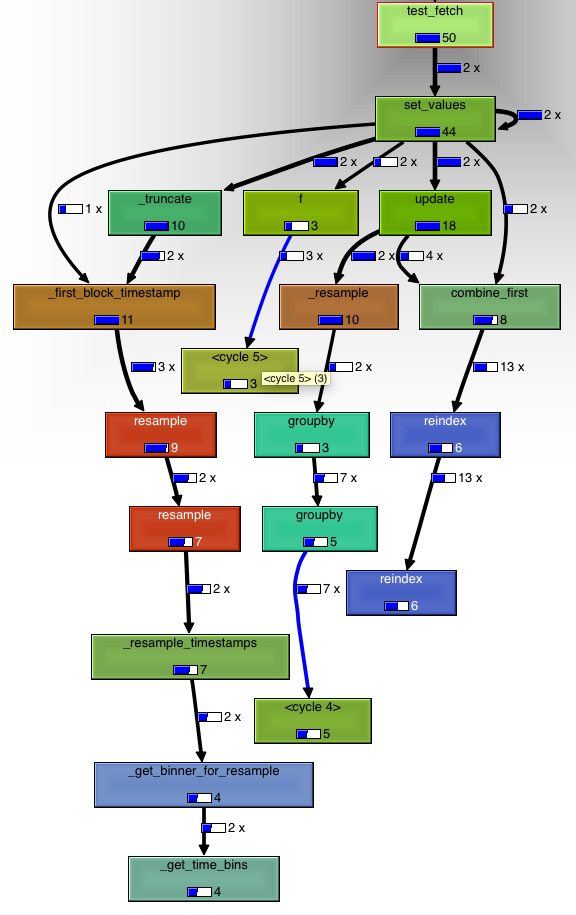 test_fetch
50
2 x
set_values
2 x
44
2 x
2 x
2 x
1 x
2 x
_truncate
10
f
3
update
18
2 x
3 x
2 x
4 x
_first_block_timestamp
11
_resample
10
combine_first
8
<cycle 5>
3
<cycle 5> (3)
3 x
2 x
13 x
resample
9
groupby
3
reindex
6
2 x
7 x
13 x
resample
7
groupby
5
reindex
6
2 x
7 x
_resample_timestamps
7
<cycle 4>
5
2 x
_get_binner_for_resample
4
2 x
_get_time_bins
4